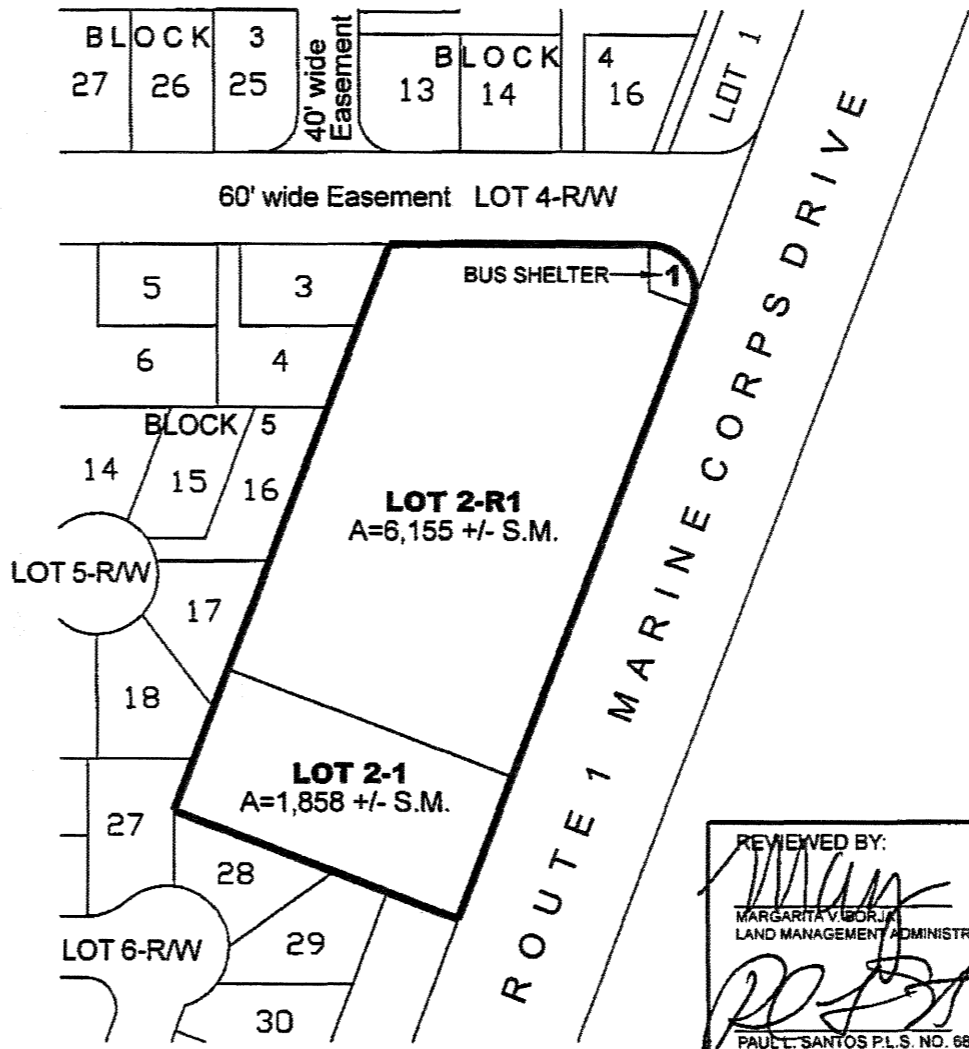 BLOCK 3
27 26 25
40' wide Easement
BLOCK 4
13 14 16
LOT 1
60' wide Easement LOT 4-R/W
BUS SHELTER 1
5 3
6 4
BLOCK 5
14 15 16
LOT 2-R1
A=6,155 +/- S.M.
LOT 5-R/W
17
18
LOT 2-1
A=1,858 +/- S.M.
27
28
LOT 6-R/W
29
30
ROUTE 1 MARINE CORPS DRIVE
REVIEWED BY:
MARGARITA V. BORJA
LAND MANAGEMENT ADMINISTR
PAUL L. SANTOS P.L.S. NO. 68